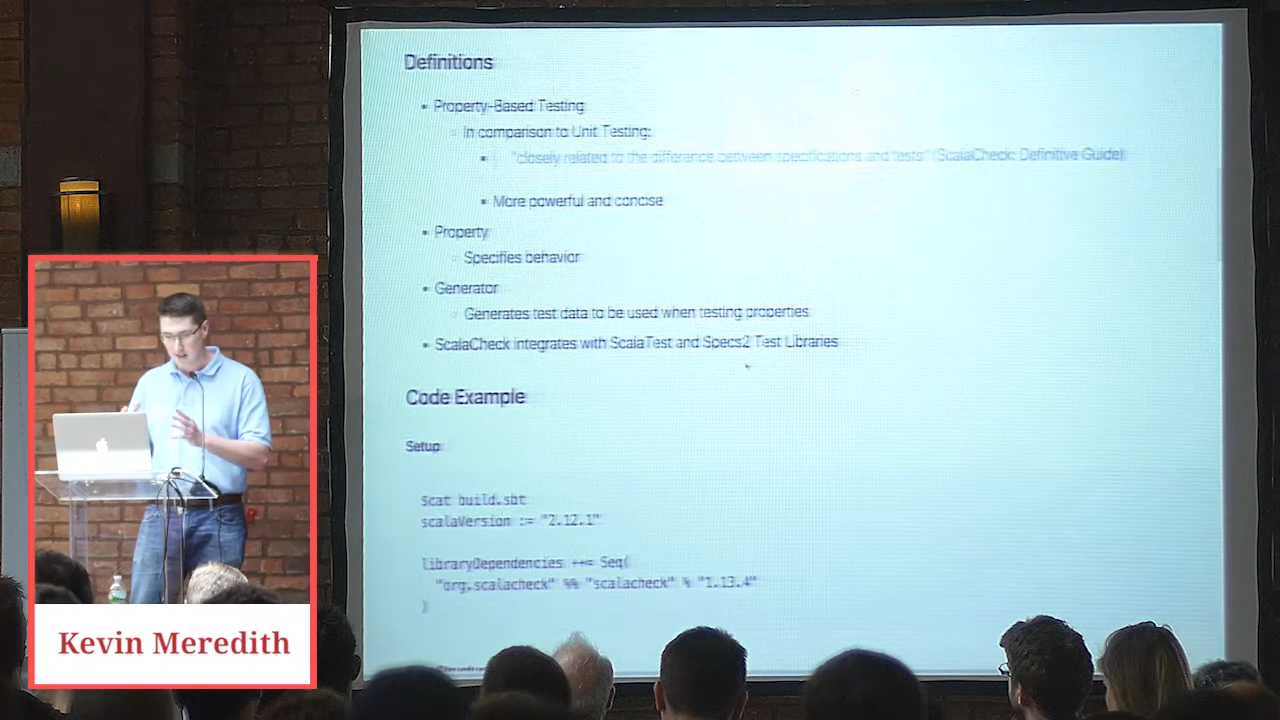 Definitions
Property-Based Testing
In comparison to Unit Testing:
"closely related to the difference between specifications and tests" (ScalaCheck: Definitive Guide)
More powerful and concise
Property
Specifies behavior
Generator
Generates test data to be used when testing properties
ScalaCheck integrates with ScalaTest and Specs2 Test Libraries
Code Example
Setup
$cat build.sbt
scalaVersion := "2.12.1"
libraryDependencies ++= Seq(
"org.scalacheck" %% "scalacheck" % "1.13.4"
)
Kevin Meredith